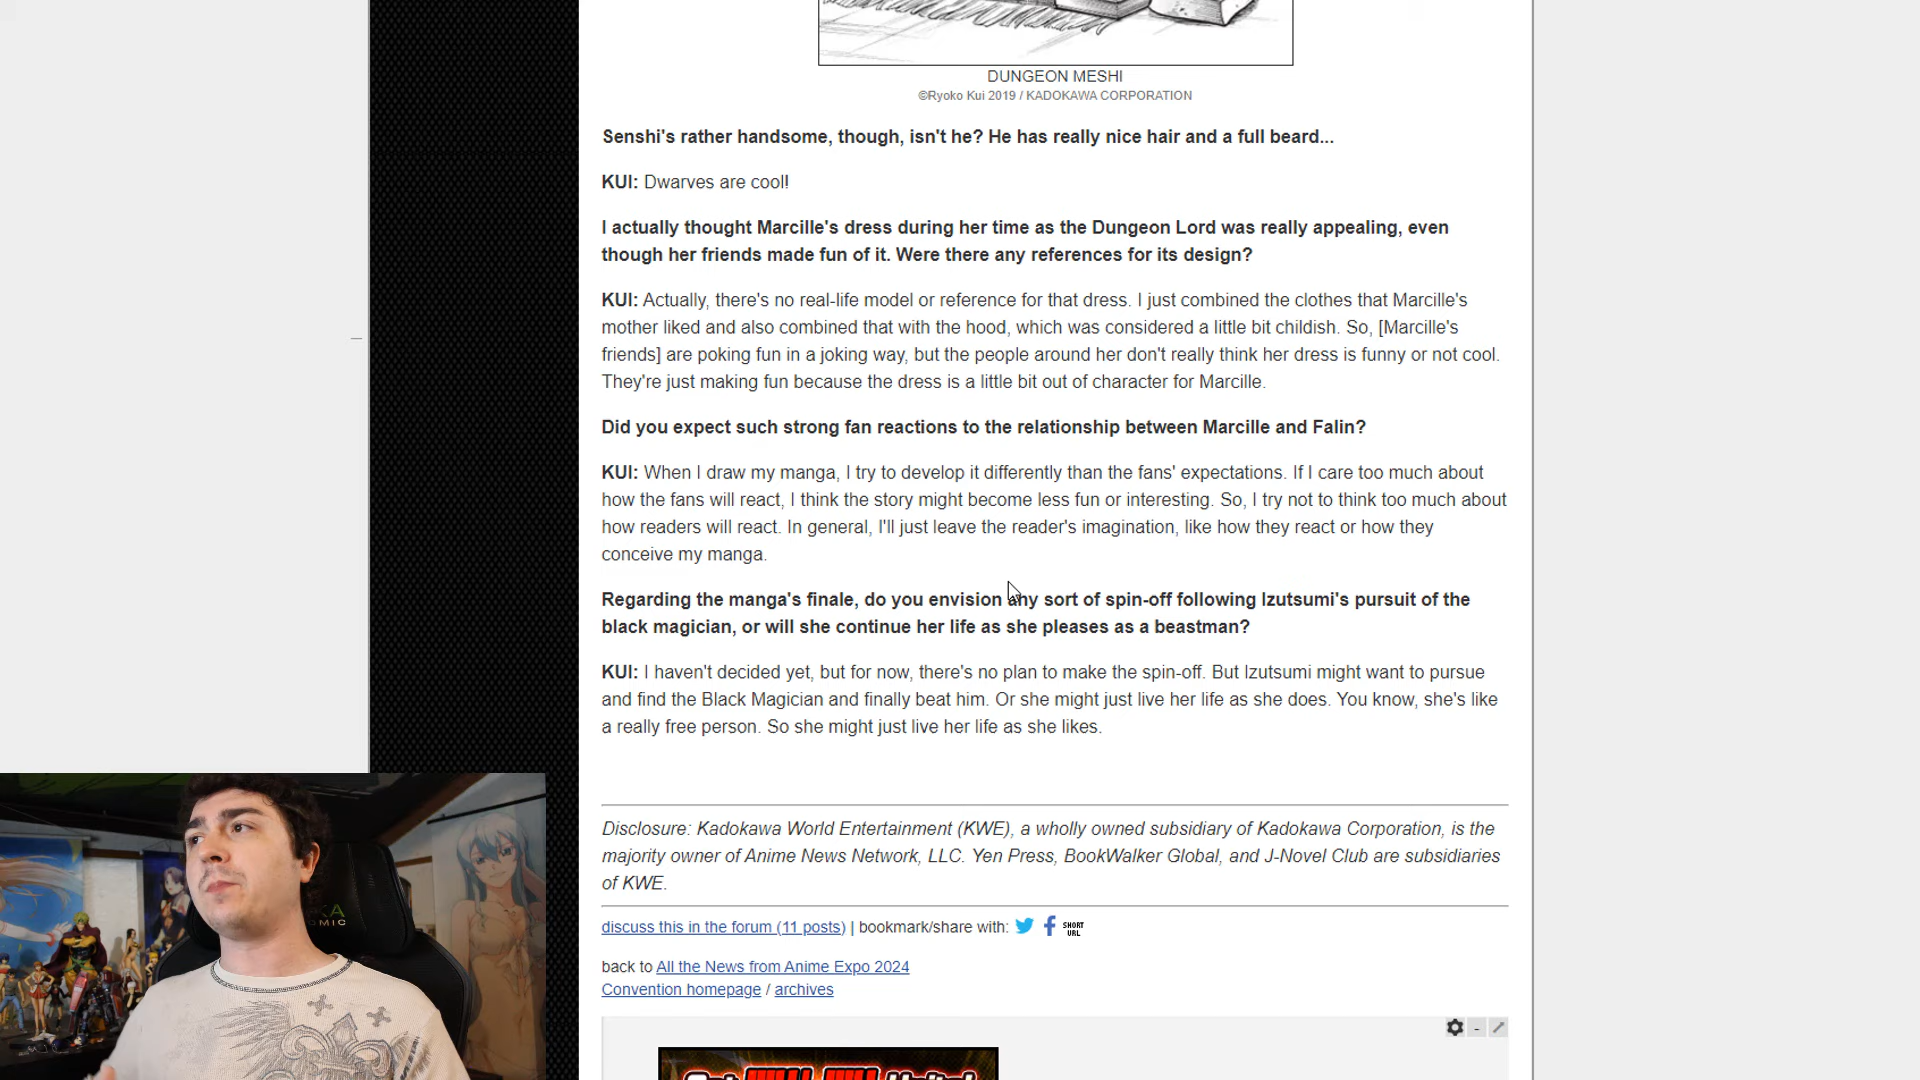 DUNGEON MESHI
©Ryoko Kui 2019 / KADOKAWA CORPORATION
Senshi's rather handsome, though, isn't he? He has really nice hair and a full beard...
KUI: Dwarves are cool!
I actually thought Marcille's dress during her time as the Dungeon Lord was really appealing, even
though her friends made fun of it. Were there any references for its design?
KUI: Actually, there's no real-life model or reference for that dress. I just combined the clothes that Marcille's
mother liked and also combined that with the hood, which was considered a little bit childish. So, [Marcille's
friends] are poking fun in a joking way, but the people around her don't really think her dress is funny or not cool.
They're just making fun because the dress is a little bit out of character for Marcille.
Did you expect such strong fan reactions to the relationship between Marcille and Falin?
KUI: When I draw my manga, I try to develop it differently than the fans' expectations. If I care too much about
how the fans will react, I think the story might become less fun or interesting. So, I try not to think too much about
how readers will react. In general, I'll just leave the reader's imagination, like how they react or how they
conceive my manga.
Regarding the manga's finale, do you envision any sort of spin-off following Izutsumi's pursuit of the
black magician, or will she continue her life as she pleases as a beastman?
KUI: I haven't decided yet, but for now, there's no plan to make the spin-off. But Izutsumi might want to pursue
and find the Black Magician and finally beat him. Or she might just live her life as she does. You know, she's like
a really free person. So she might just live her life as she likes.
Disclosure: Kadokawa World Entertainment (KWE), a wholly owned subsidiary of Kadokawa Corporation, is the
majority owner of Anime News Network, LLC. Yen Press, BookWalker Global, and J-Novel Club are subsidiaries
of KWE.
discuss this in the forum (11 posts) | bookmark/share with: SHORT URL
back to All the News from Anime Expo 2024
Convention homepage / archives